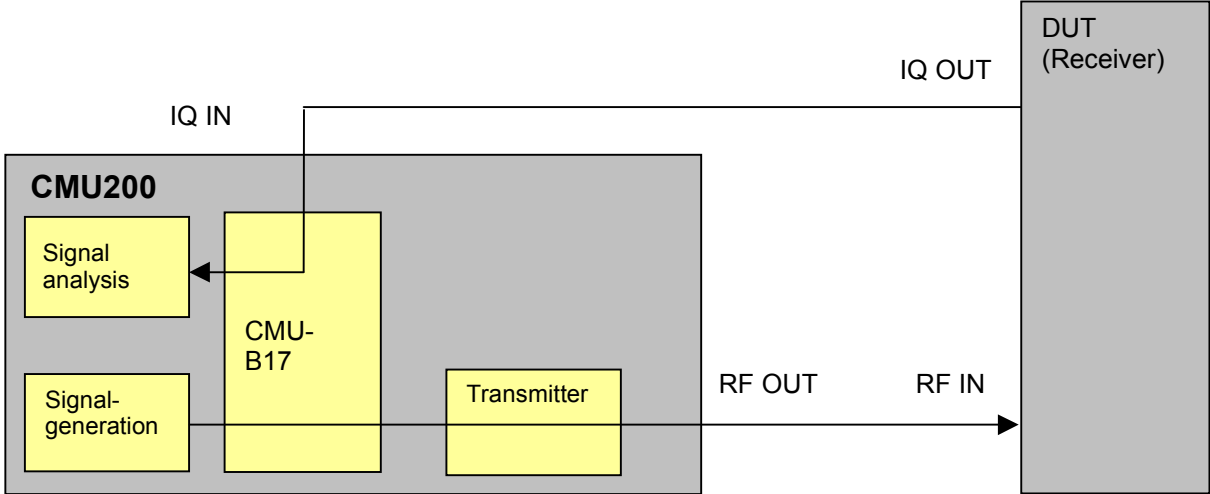 DUT
(Receiver)
IQ OUT
IQ IN
CMU200
Signal
analysis
CMU-
B17
Signal-
generation
Transmitter
RF OUT
RF IN